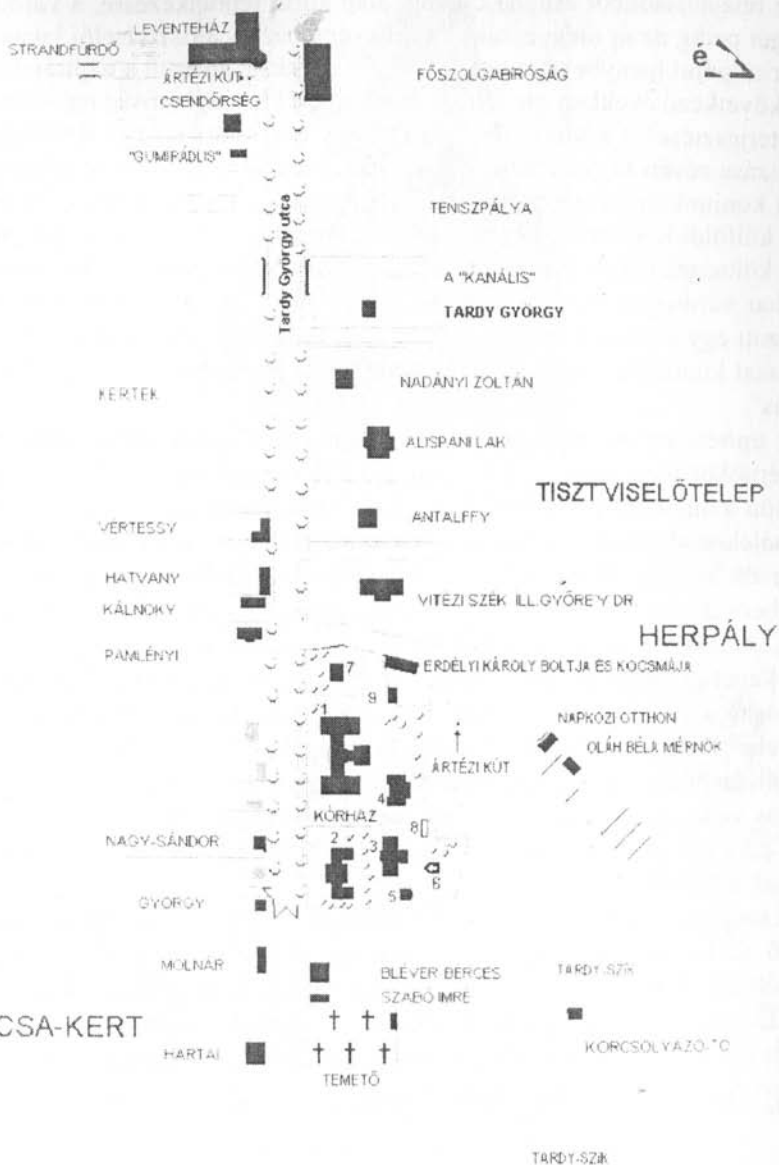 LEVENTEHÁZ
STRANDFÜRDŐ
ÁRTÉZI KÚT
FŐSZOLGABÍRÓSÁG
é
CSENDŐRSÉG
"GUMIRÁDLIS"
TENISZPÁLYA
Tardy György utca
A "KANÁLIS"
TARDY GYÖRGY
KERTEK
NADÁNYI ZOLTÁN
ALISPÁNI LAK
TISZTVISELŐTELEP
VÉRTESSY
ANTALFFY
HATVANY
KÁLNOKY
VITÉZI SZÉK ILL. GYŐREY DR.
HERPÁLY
PAMLÉNYI
7
ERDÉLYI KÁROLY BOLTJA ÉS KOCSMÁJA
9
1
NAPKÖZI OTTHON
OLÁH BÉLA MÉRNÖK
ÁRTÉZI KÚT
4
KÓRHÁZ
8
NAGY-SÁNDOR
2
3
6
5
GYÖRGY
MOLNÁR
BLÉVER BERCES
TARDY-SZIK
SZABÓ IMRE
CSA-KERT
HARTAI
TEMETŐ
TARDY-SZIK